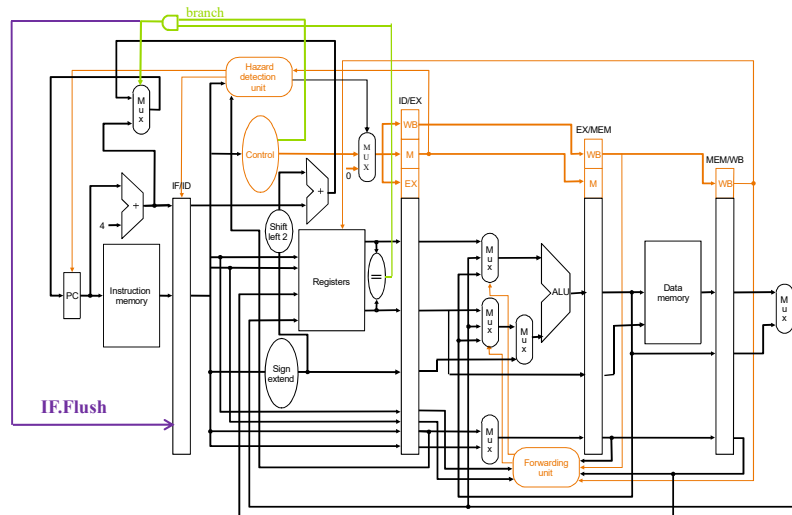 branch
Hazard
detection
unit
ID/EX
M
u
x
WB
EX/MEM
Control
M
U
X
M
WB
MEM/WB
IF/ID
0
EX
M
WB
+
+
4
Shift
left 2
Registers
=
M
u
x
ALU
PC
Instruction
memory
Data
memory
M
u
x
M
u
x
M
u
x
Sign
extend
IF.Flush
M
u
x
Forwarding
unit